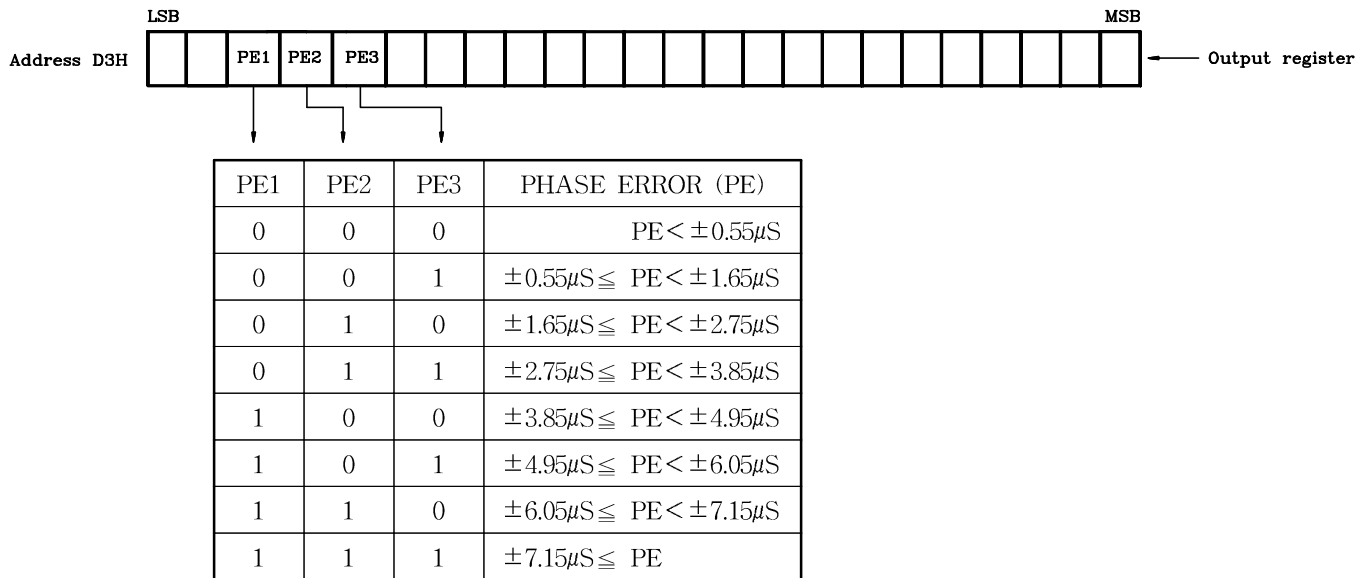 LSB MSB
Address D3H PE1 PE2 PE3 Output register
PE1 PE2 PE3 PHASE ERROR (PE)
0 0 0 PE<±0.55μS
0 0 1 ±0.55μS≦ PE<±1.65μS
0 1 0 ±1.65μS≦ PE<±2.75μS
0 1 1 ±2.75μS≦ PE<±3.85μS
1 0 0 ±3.85μS≦ PE<±4.95μS
1 0 1 ±4.95μS≦ PE<±6.05μS
1 1 0 ±6.05μS≦ PE<±7.15μS
1 1 1 ±7.15μS≦ PE